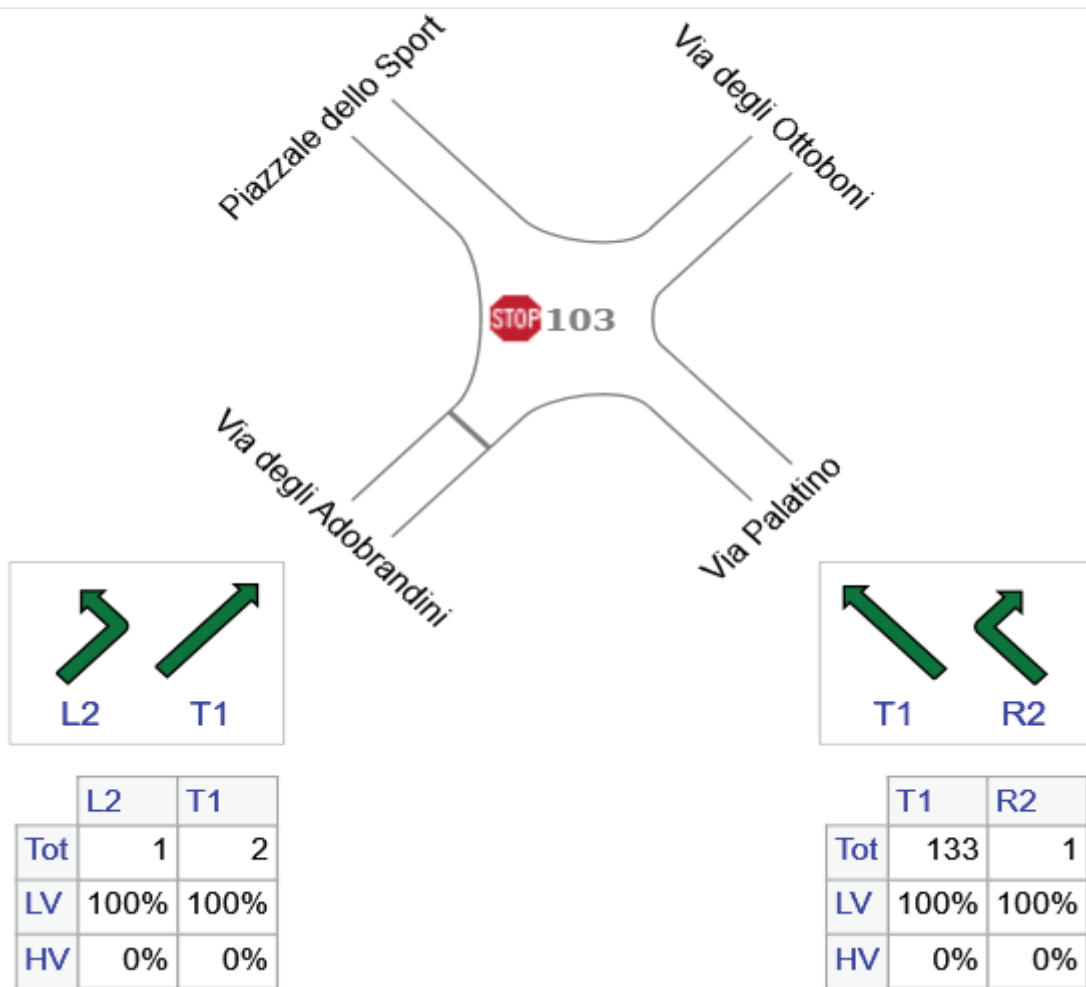 Piazzale dello Sport
Via degli Ottoboni
STOP 103
Via degli Adobrandini
Via Palatino
L2 T1
T1 R2
L2 T1
Tot 1 2
LV 100% 100%
HV 0% 0%
T1 R2
Tot 133 1
LV 100% 100%
HV 0% 0%